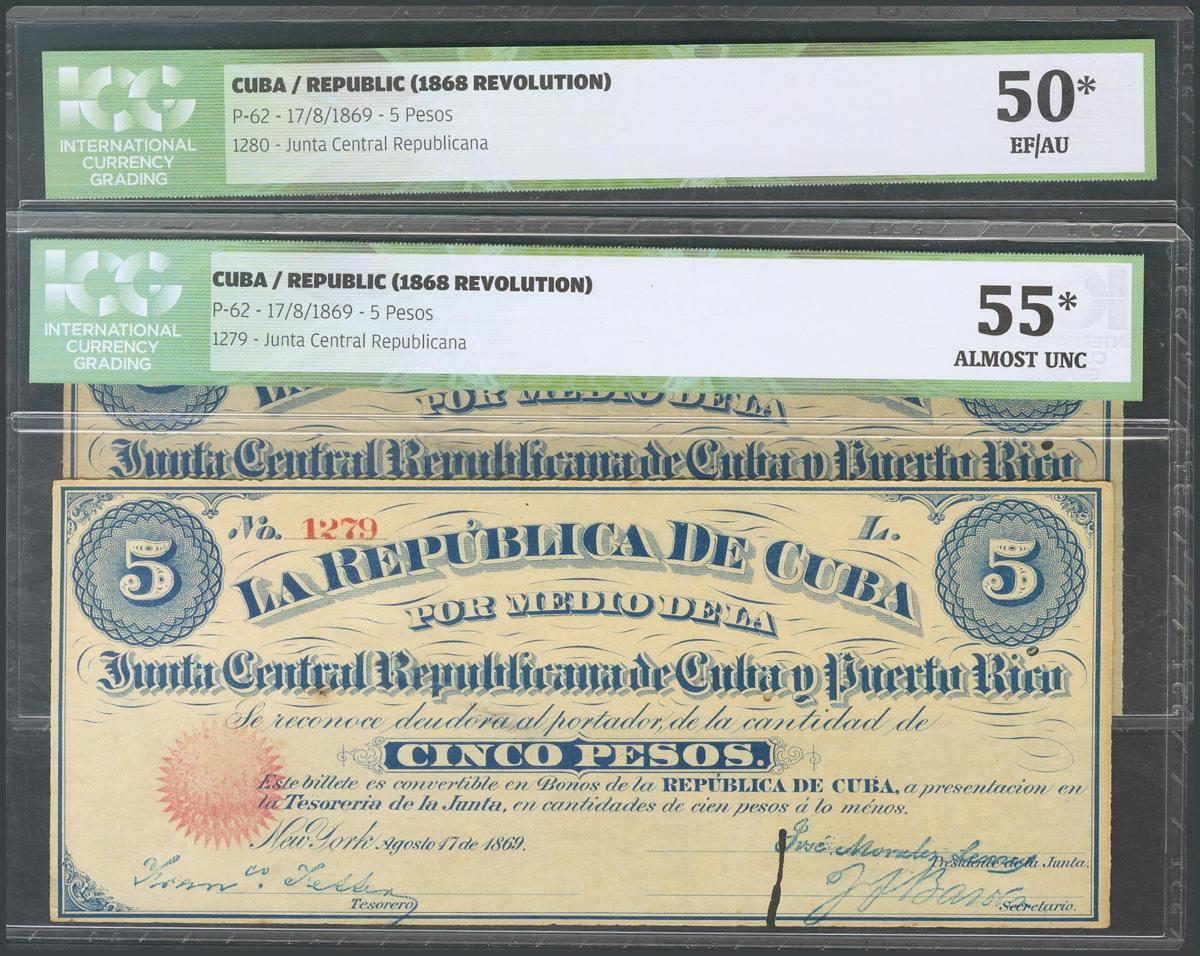 ICG
INTERNATIONAL
CURRENCY
GRADING
CUBA / REPUBLIC (1868 REVOLUTION)
P-62 - 17/8/1869 - 5 Pesos
1280 - Junta Central Republicana
50*
EF/AU
ICG
INTERNATIONAL
CURRENCY
GRADING
CUBA / REPUBLIC (1868 REVOLUTION)
P-62 - 17/8/1869 - 5 Pesos
1279 - Junta Central Republicana
55*
ALMOST UNC
POR MEDIO DE LA
Junta Central Republicana de Cuba y Puerto Rico
5 No. 1279 L. 5
LA REPÚBLICA DE CUBA
POR MEDIO DE LA
Junta Central Republicana de Cuba y Puerto Rico
Se reconoce deudora al portador, de la cantidad de
CINCO PESOS.
Este billete es convertible en Bonos de la REPÚBLICA DE CUBA, a presentacion en
la Tesoreria de la Junta, en cantidades de cien pesos á lo ménos.
New York Agosto 17 de 1869.
José Morales Lemus
Presidente de la Junta.
Franco.
Tesorero
Secretario.